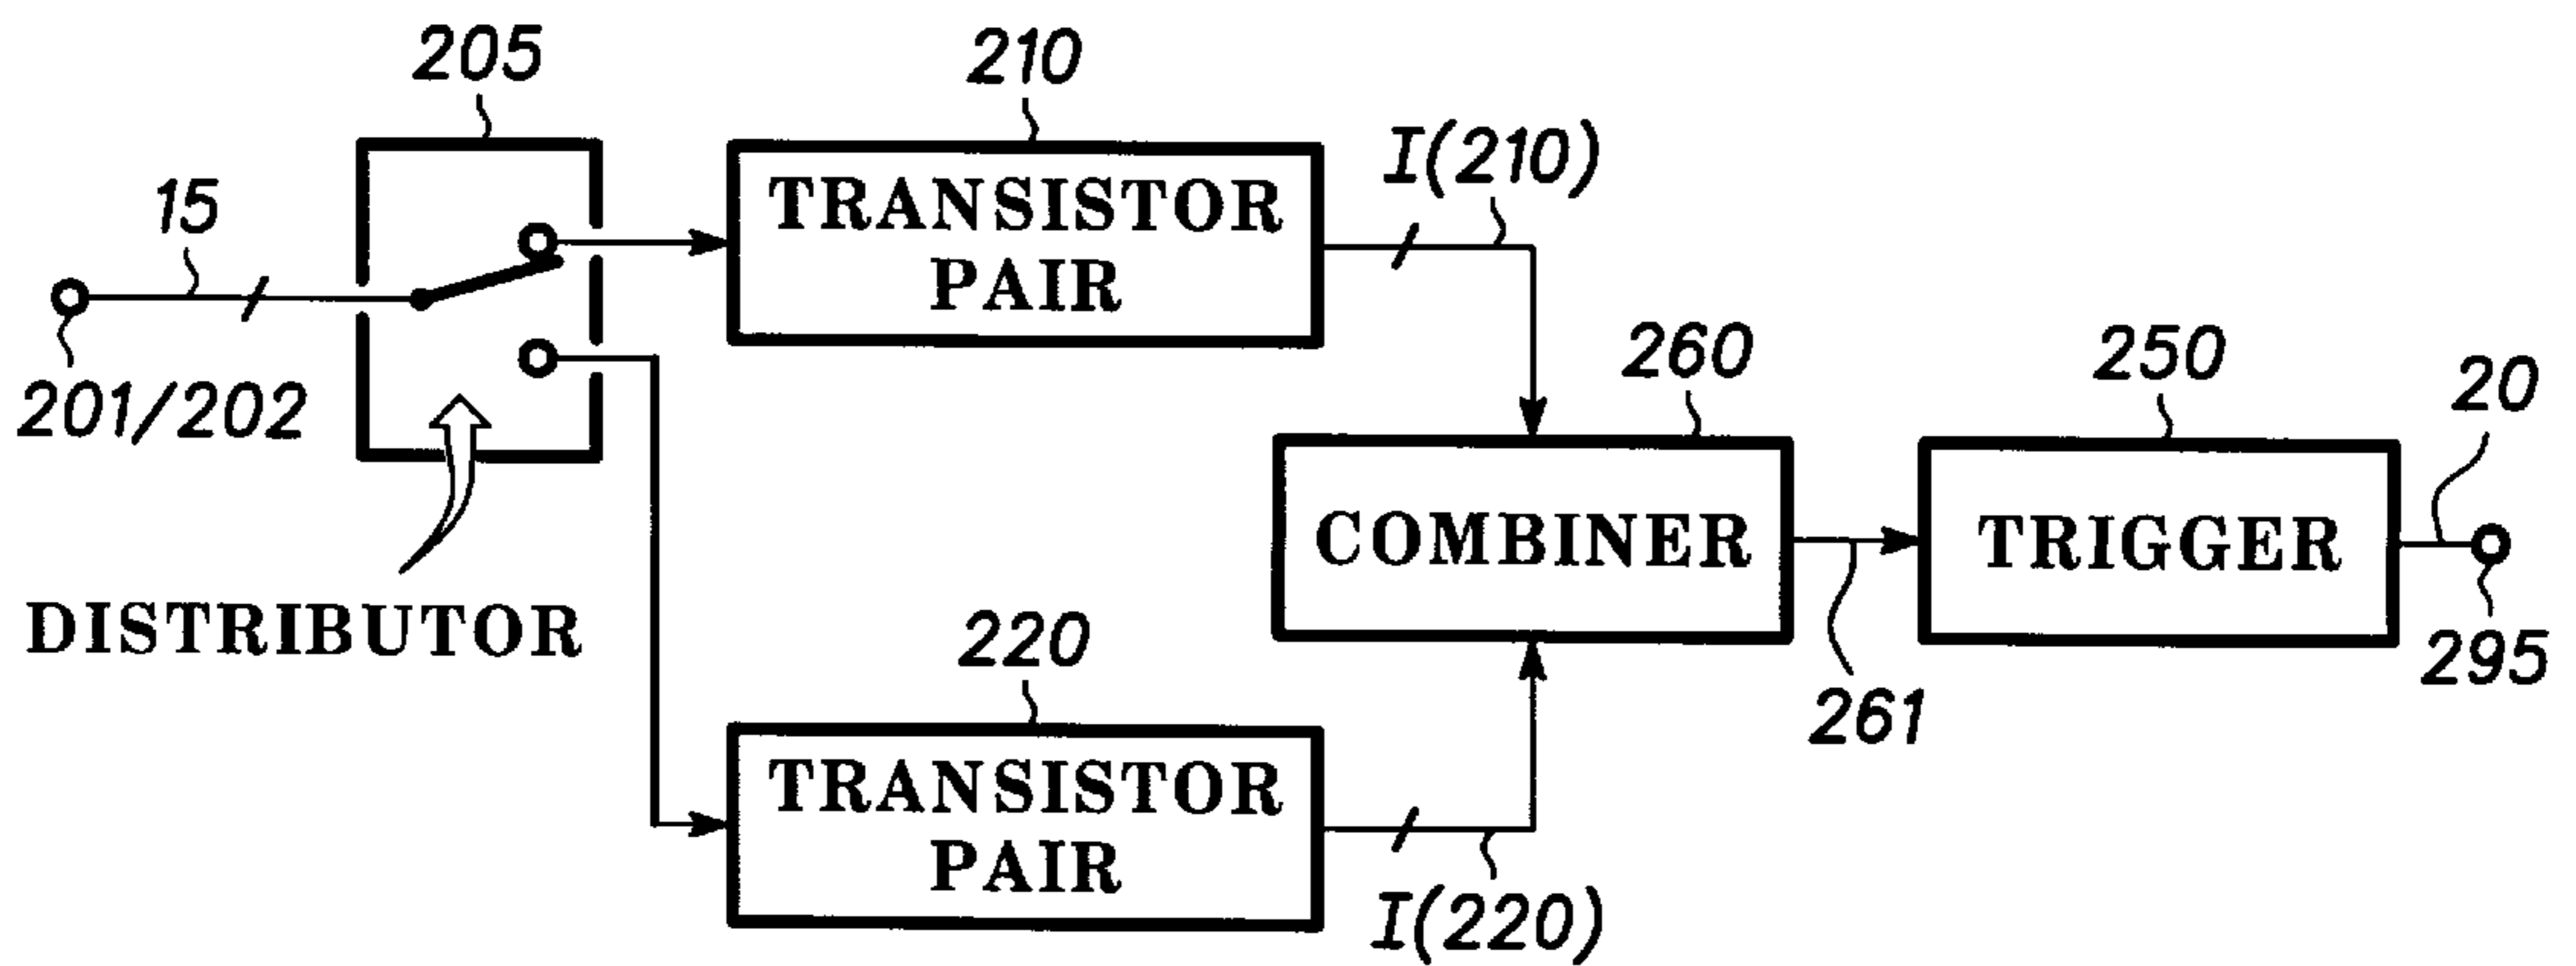 205
210
I(210)
15
TRANSISTOR
PAIR
201/202
260
250
20
COMBINER
TRIGGER
DISTRIBUTOR
220
295
261
TRANSISTOR
PAIR
I(220)